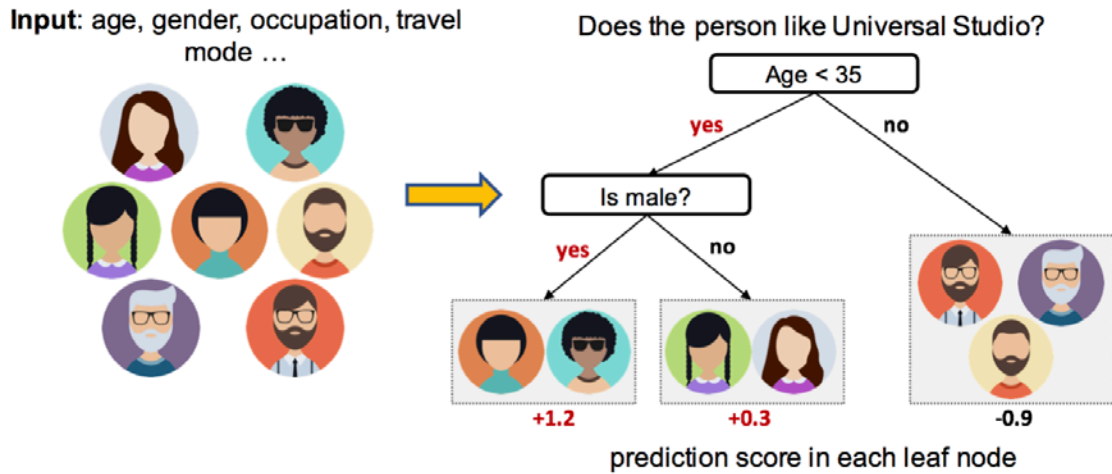 Input: age, gender, occupation, travel
mode ...
Does the person like Universal Studio?
Age < 35
yes
no
Is male?
yes
no
+1.2
+0.3
-0.9
prediction score in each leaf node